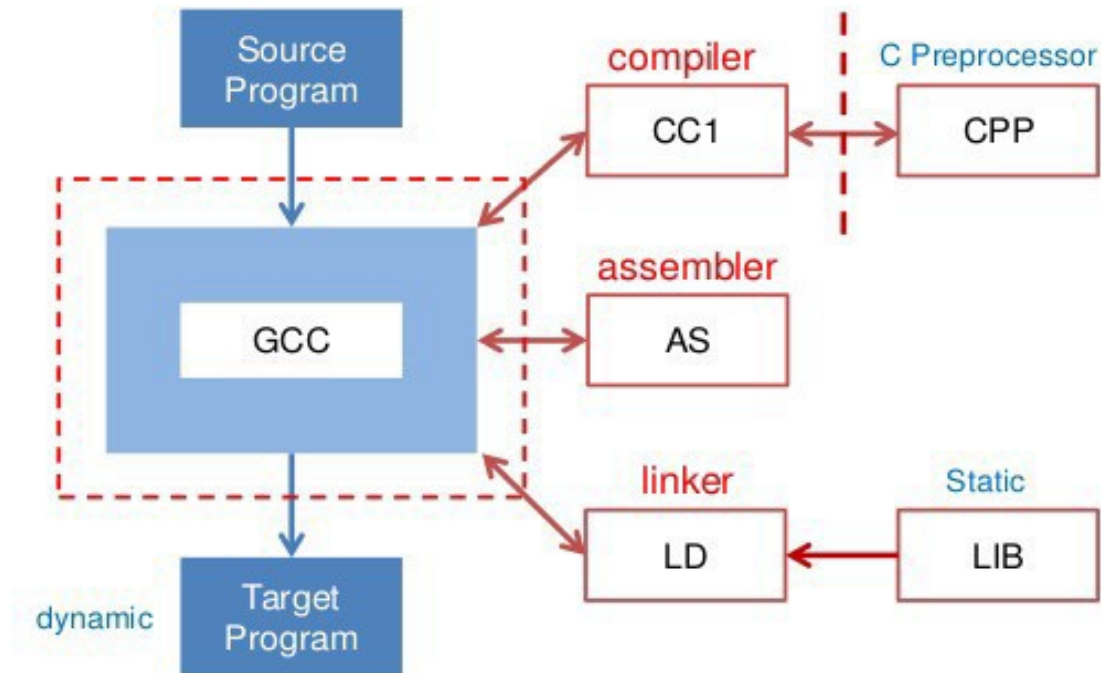 Source
Program
compiler
C Preprocessor
CC1
CPP
assembler
GCC
AS
linker
Static
LD
LIB
dynamic
Target
Program